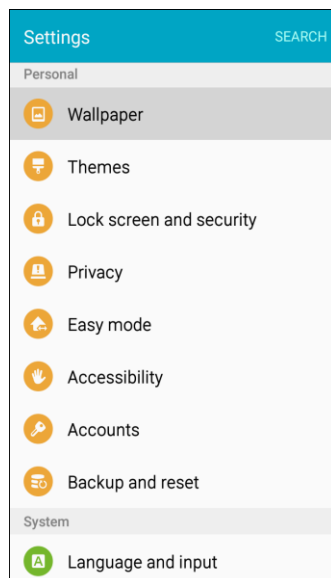 Settings SEARCH
Personal
Wallpaper
Themes
Lock screen and security
Privacy
Easy mode
Accessibility
Accounts
Backup and reset
System
A Language and input